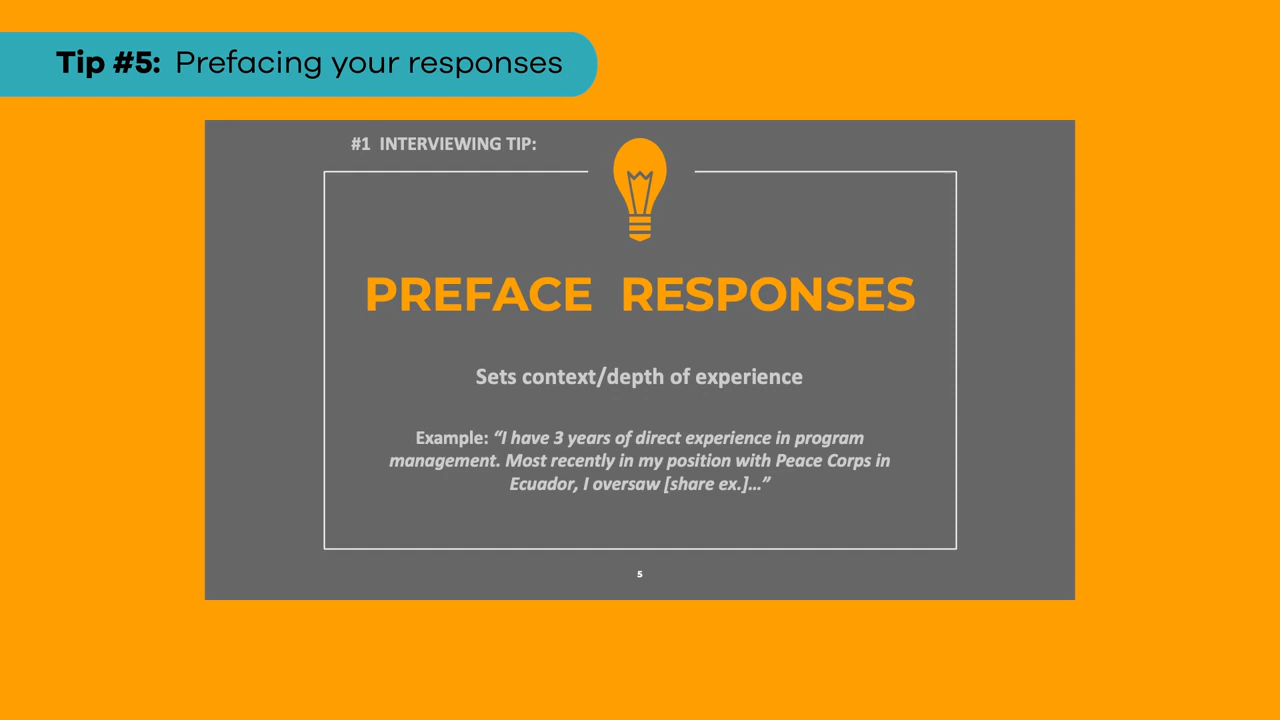 Tip #5: Prefacing your responses
#1 INTERVIEWING TIP:
PREFACE RESPONSES
Sets context/depth of experience
Example: “I have 3 years of direct experience in program
management. Most recently in my position with Peace Corps in
Ecuador, I oversaw [share ex.]…”
5